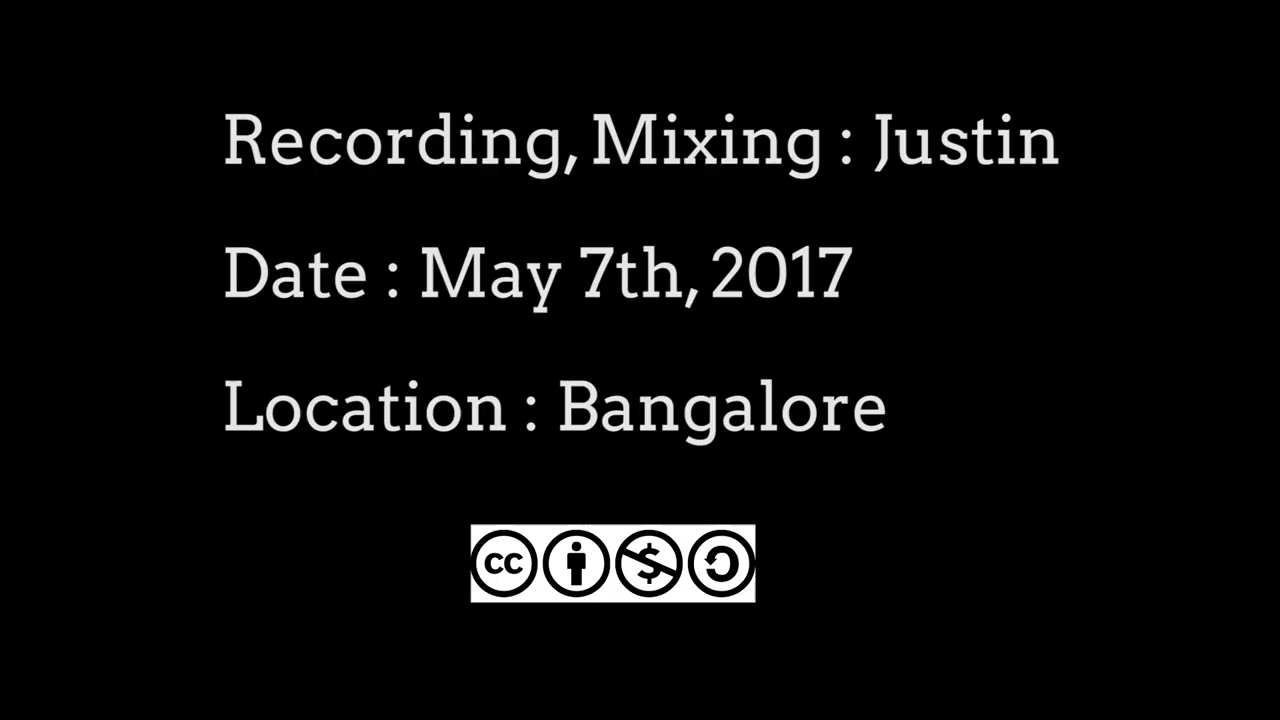 Recording, Mixing : Justin
Date : May 7th, 2017
Location : Bangalore
cc